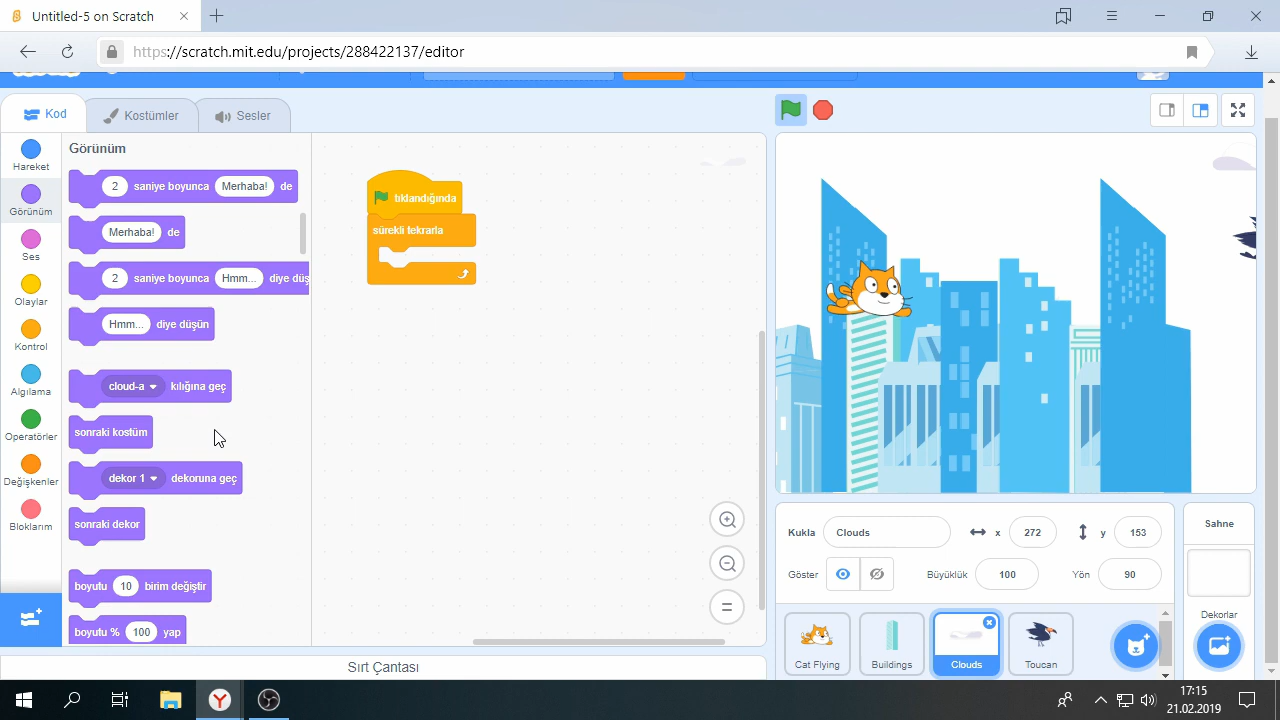 Untitled-5 on Scratch
https://scratch.mit.edu/projects/288422137/editor
Kod
Kostümler
Sesler
Hareket
Görünüm
Ses
Olaylar
Kontrol
Algılama
Operatörler
Değişkenler
Bloklarım
Görünüm
2 saniye boyunca Merhaba! de
Merhaba! de
2 saniye boyunca Hmm... diye düş
Hmm... diye düşün
cloud-a kılığına geç
sonraki kostüm
dekor 1 dekoruna geç
sonraki dekor
boyutu 10 birim değiştir
boyutu % 100 yap
tıklandığında
sürekli tekrarla
Sırt Çantası
Kukla Clouds x 272 y 153
Göster Büyüklük 100 Yön 90
Cat Flying
Buildings
Clouds
Toucan
Sahne
Dekorlar
17:15
21.02.2019